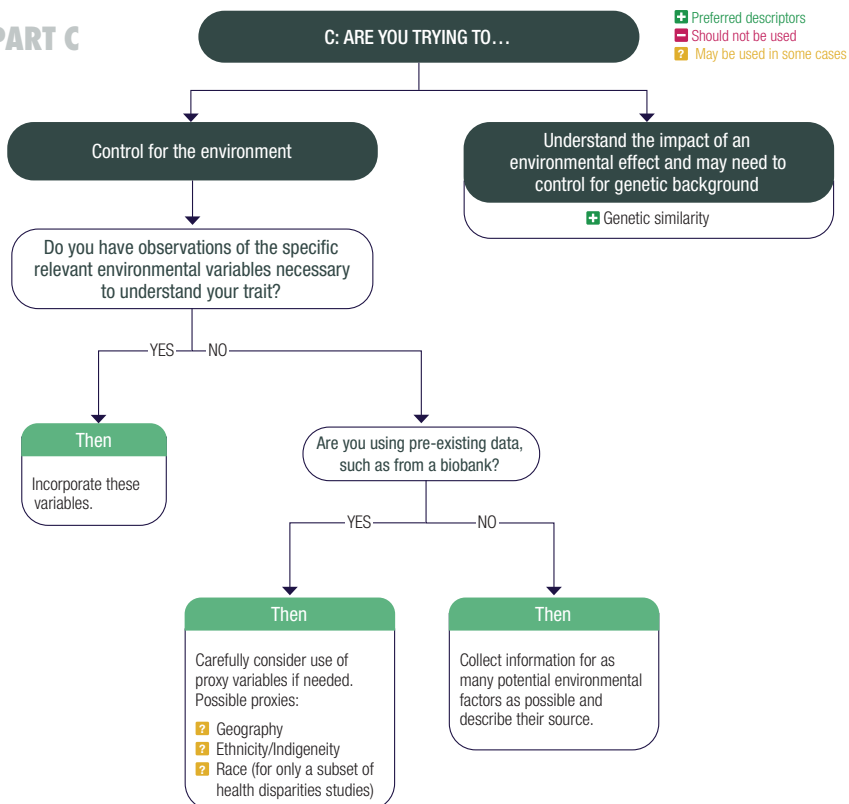 PART C
C: ARE YOU TRYING TO…
Preferred descriptors
Should not be used
? May be used in some cases
Control for the environment
Understand the impact of an
environmental effect and may need to
control for genetic background
Genetic similarity
Do you have observations of the specific
relevant environmental variables necessary
to understand your trait?
YES
NO
Then
Incorporate these
variables.
Are you using pre-existing data,
such as from a biobank?
YES
NO
Then
Carefully consider use of
proxy variables if needed.
Possible proxies:
? Geography
? Ethnicity/Indigeneity
? Race (for only a subset of
health disparities studies)
Then
Collect information for as
many potential environmental
factors as possible and
describe their source.